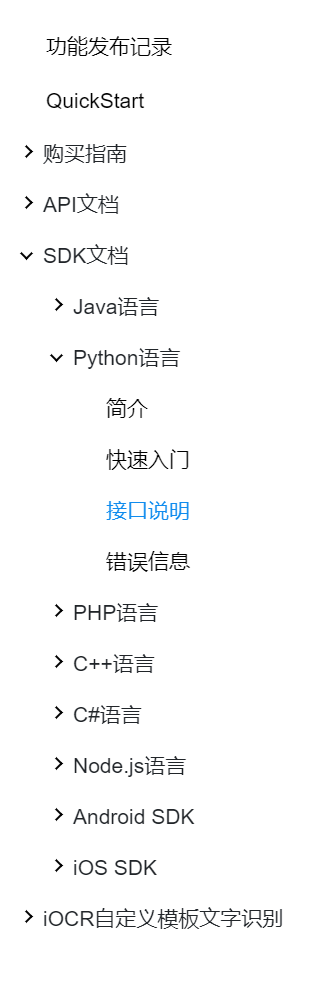 功能发布记录
QuickStart
购买指南
API文档
SDK文档
Java语言
Python语言
简介
快速入门
接口说明
错误信息
PHP语言
C++语言
C#语言
Node.js语言
Android SDK
iOS SDK
iOCR自定义模板文字识别